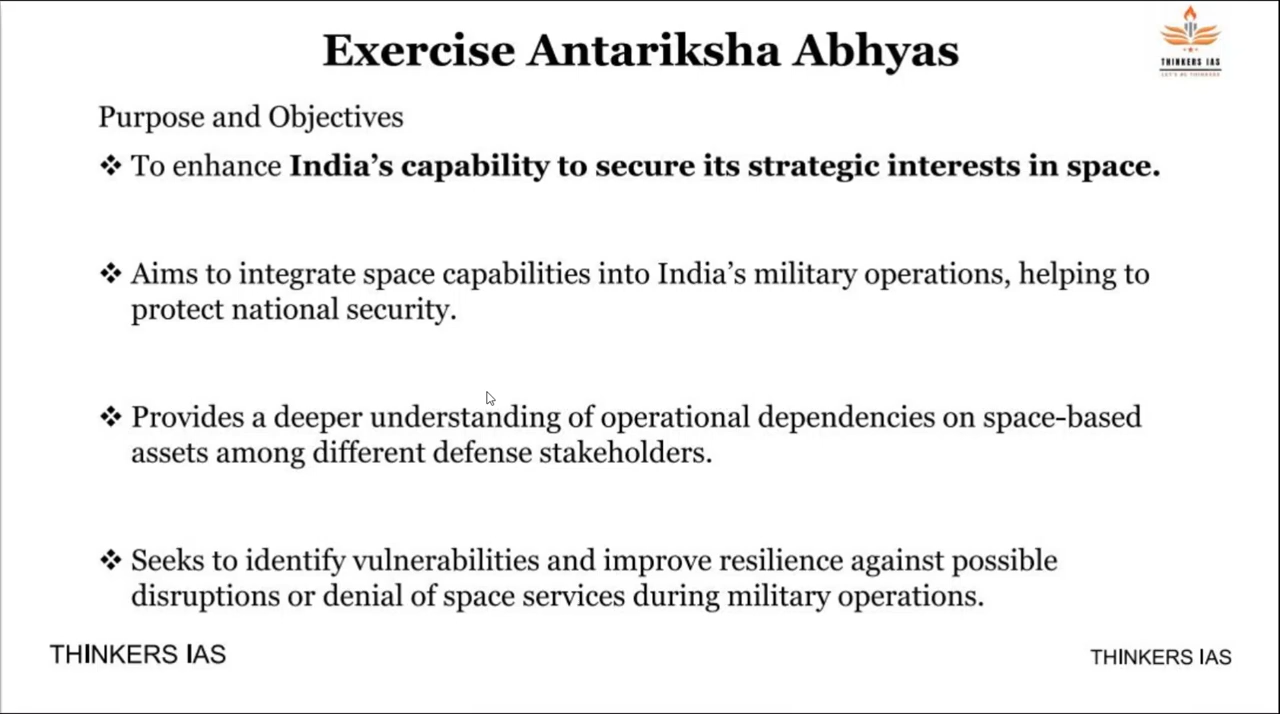 Exercise Antariksha Abhyas
THINKERS IAS
LET'S BE THINKERS
Purpose and Objectives
❖ To enhance India's capability to secure its strategic interests in space.
❖ Aims to integrate space capabilities into India's military operations, helping to
protect national security.
❖ Provides a deeper understanding of operational dependencies on space-based
assets among different defense stakeholders.
❖ Seeks to identify vulnerabilities and improve resilience against possible
disruptions or denial of space services during military operations.
THINKERS IAS
THINKERS IAS